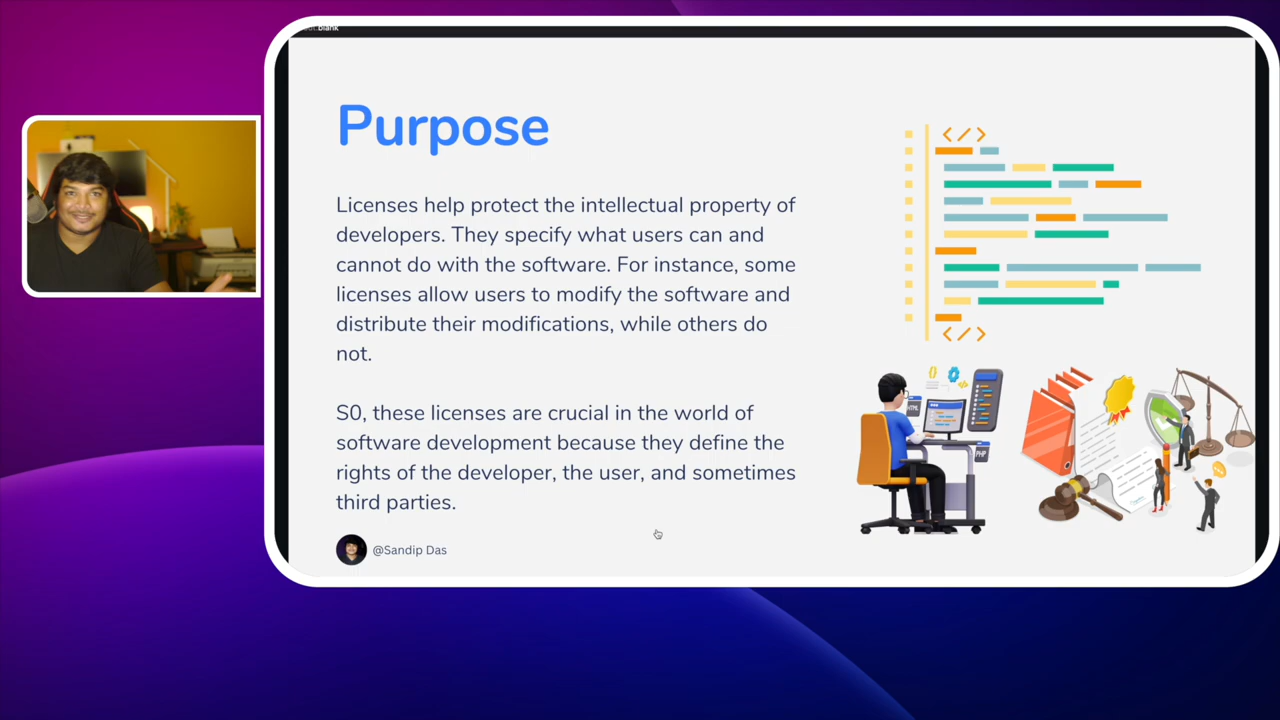 Purpose
Licenses help protect the intellectual property of
developers. They specify what users can and
cannot do with the software. For instance, some
licenses allow users to modify the software and
distribute their modifications, while others do
not.
S0, these licenses are crucial in the world of
software development because they define the
rights of the developer, the user, and sometimes
third parties.
@Sandip Das
</>
</>
HTML
PHP